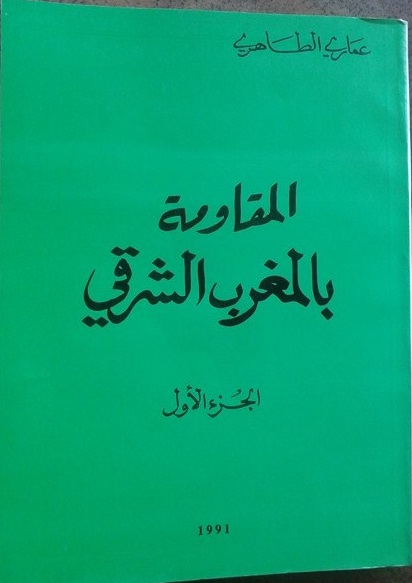 عماري الطاهري
المقاومة
بالمغرب الشرقي
الجزء الأول
1991